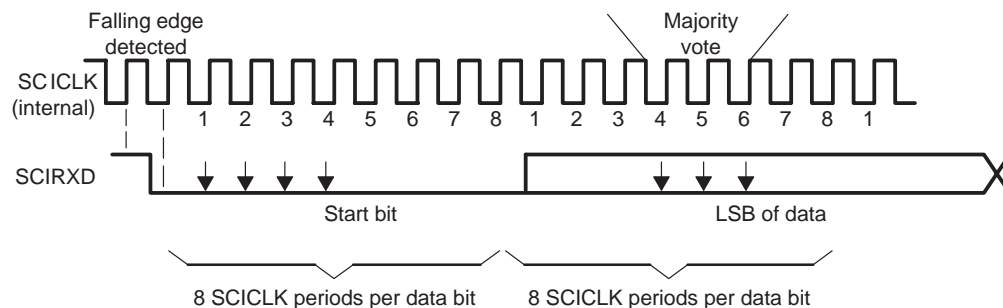 Falling edge
detected
Majority
vote
SCICLK
(internal)
1 2 3 4 5 6 7 8 1 2 3 4 5 6 7 8 1
SCIRXD
Start bit
LSB of data
8 SCICLK periods per data bit
8 SCICLK periods per data bit